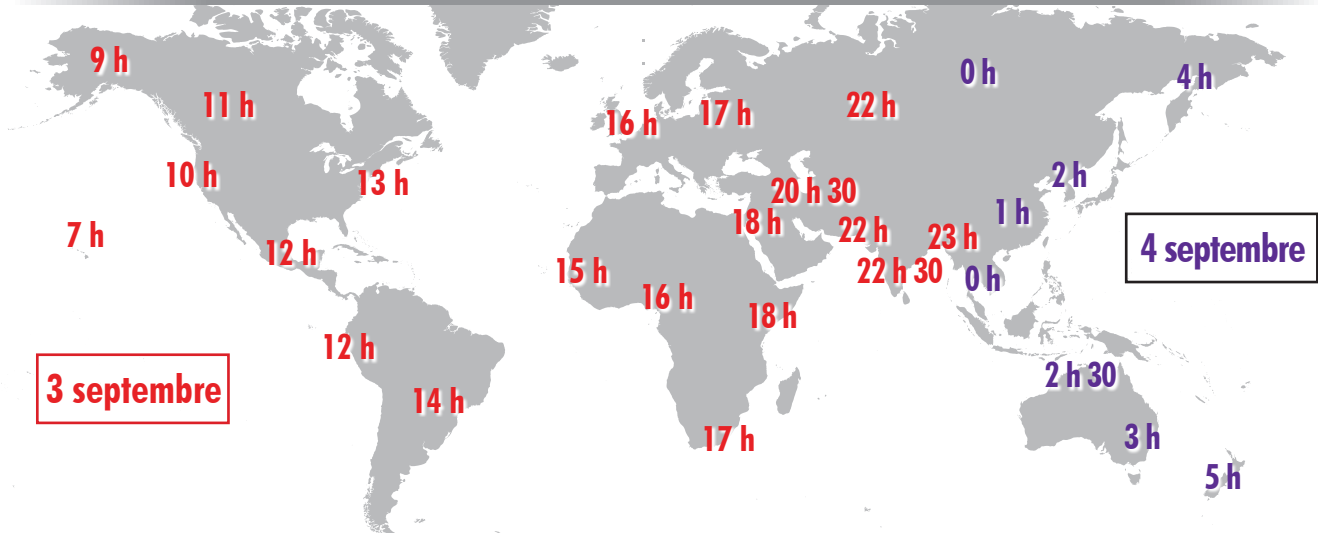 9 h
0 h
4 h
11 h
22 h
17 h
16 h
10 h
13 h
2 h
20 h 30
1 h
18 h
22 h
7 h
23 h
12 h
4 septembre
15 h
22 h 30
0 h
16 h
18 h
12 h
2 h 30
3 septembre
14 h
17 h
3 h
5 h